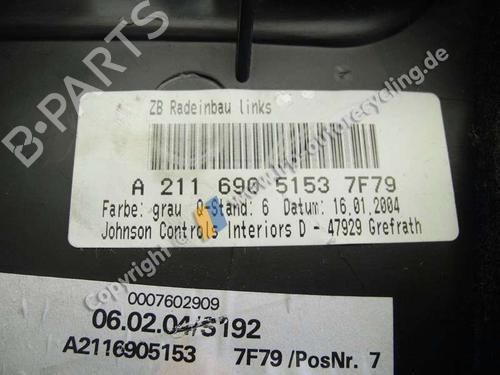 ZB Radeinbau links
A 211 690 5153 7F79
Farbe: grau Q-Stand: 6 Datum: 16.01.2004
Johnson Controls Interiors D - 47929 Grefrath
0007602909
06.02.04/5192
A2116905153 7F79 /PosNr. 7
B-PARTS